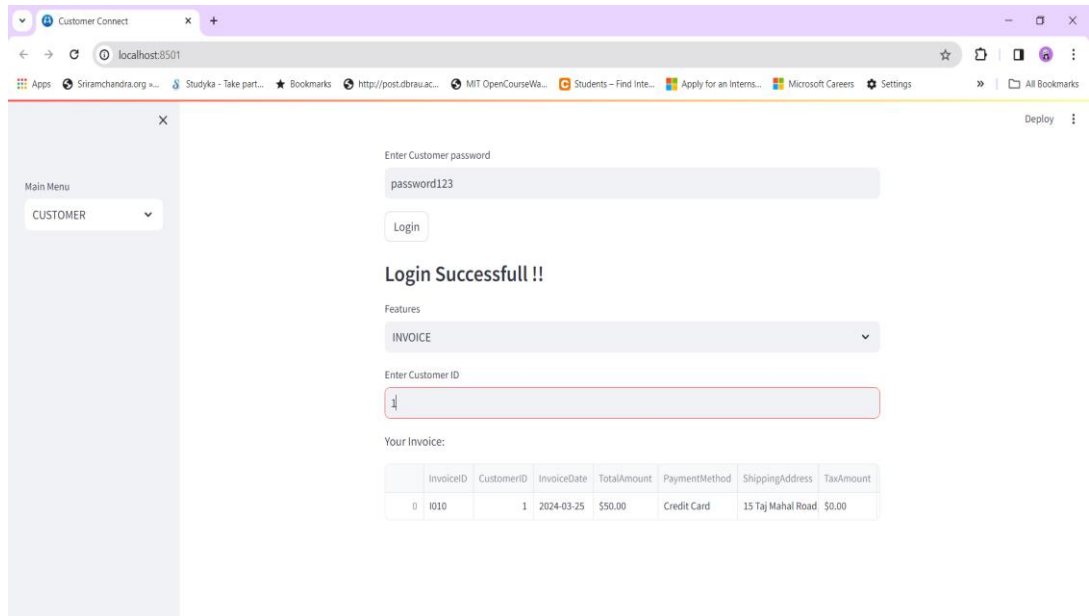 Customer Connect
localhost:8501
Apps Sriramchandra.org »... Studyka - Take part... Bookmarks http://post.dbrau.ac... MIT OpenCourseWa... Students – Find Inte... Apply for an Interns... Microsoft Careers Settings » All Bookmarks
Deploy
Enter Customer password
password123
Main Menu
CUSTOMER
Login
Login Successfull !!
Features
INVOICE
Enter Customer ID
1
Your Invoice:
InvoiceID CustomerID InvoiceDate TotalAmount PaymentMethod ShippingAddress TaxAmount
0 I010 1 2024-03-25 $50.00 Credit Card 15 Taj Mahal Road $0.00